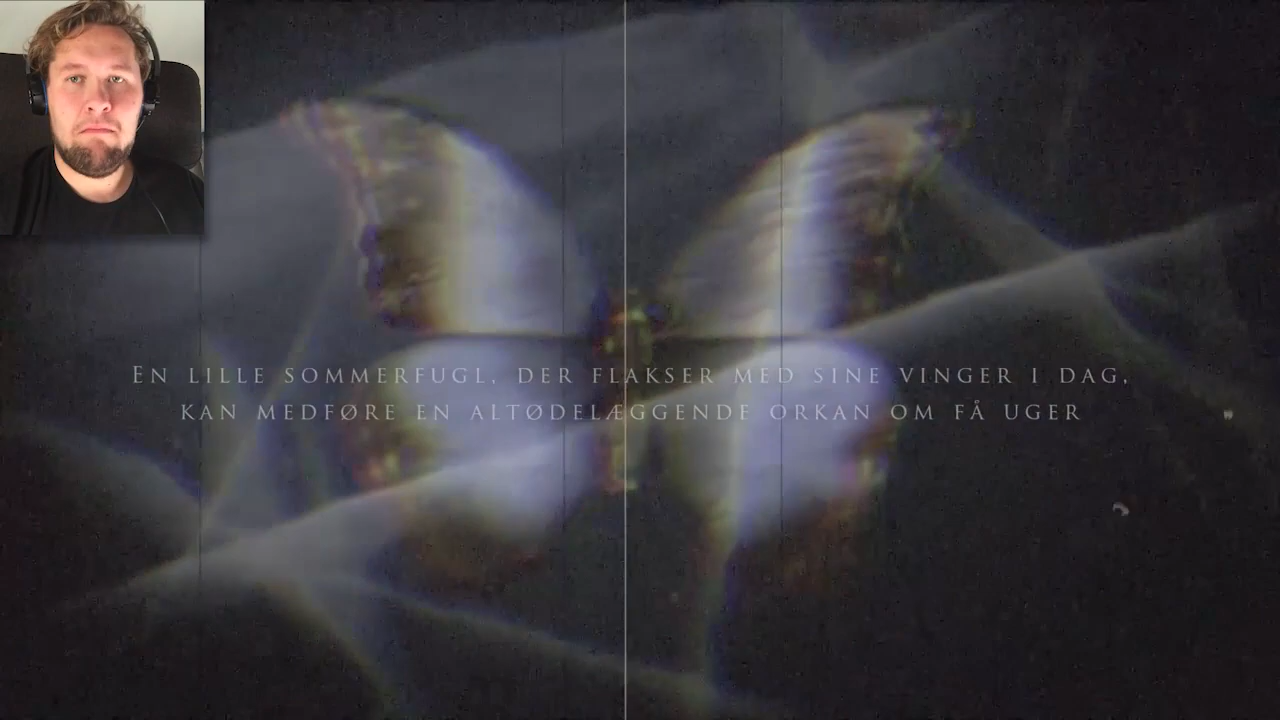 En lille sommerfugl, der flakser med sine vinger i dag,
kan medføre en altødelæggende orkan om få uger